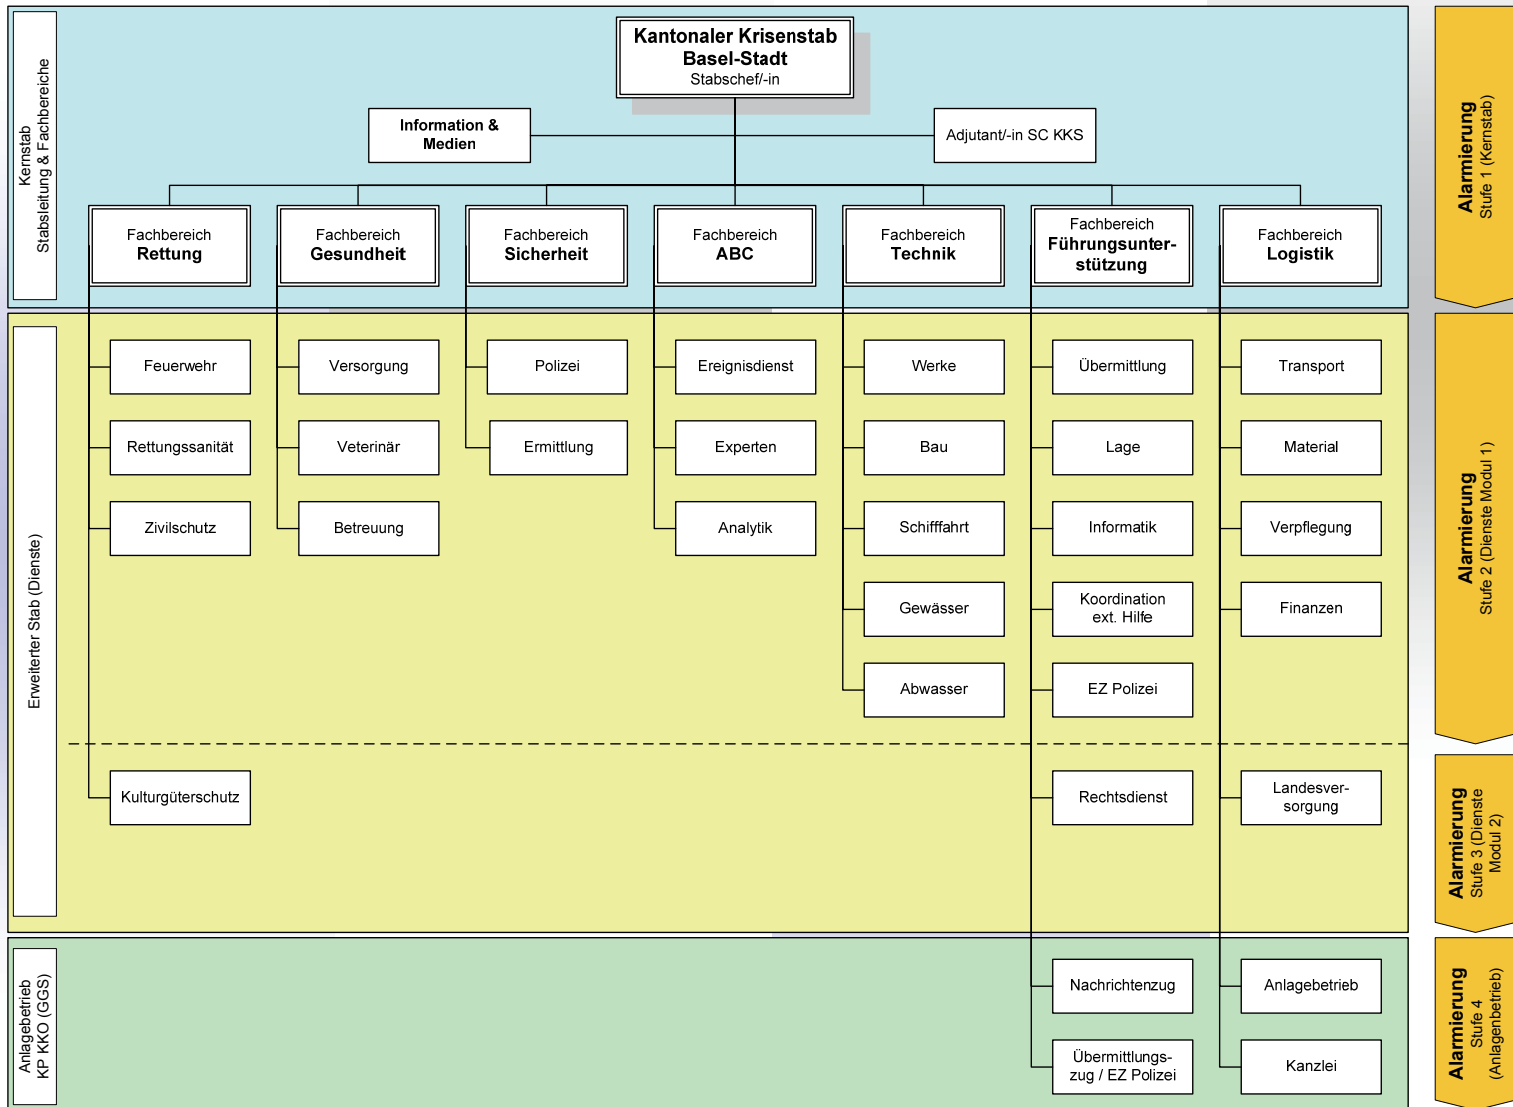 Kantonaler Krisenstab
Basel-Stadt
Stabschef/-in
Information &
Medien
Adjutant/-in SC KKS
Kernstab
Stabsleitung & Fachbereiche
Fachbereich
Rettung
Fachbereich
Gesundheit
Fachbereich
Sicherheit
Fachbereich
ABC
Fachbereich
Technik
Fachbereich
Führungsunter-
stützung
Fachbereich
Logistik
Alarmierung
Stufe 1 (Kernstab)
Erweiterter Stab (Dienste)
Feuerwehr
Versorgung
Polizei
Ereignisdienst
Werke
Übermittlung
Transport
Rettungssanität
Veterinär
Ermittlung
Experten
Bau
Lage
Material
Zivilschutz
Betreuung
Analytik
Schifffahrt
Informatik
Verpflegung
Gewässer
Koordination
ext. Hilfe
Finanzen
Abwasser
EZ Polizei
Alarmierung
Stufe 2 (Dienste Modul 1)
Kulturgüterschutz
Rechtsdienst
Landesver-
sorgung
Alarmierung
Stufe 3 (Dienste
Modul 2)
Anlagebetrieb
KP KKO (GGS)
Nachrichtenzug
Anlagebetrieb
Übermittlungs-
zug / EZ Polizei
Kanzlei
Alarmierung
Stufe 4
(Anlagenbetrieb)